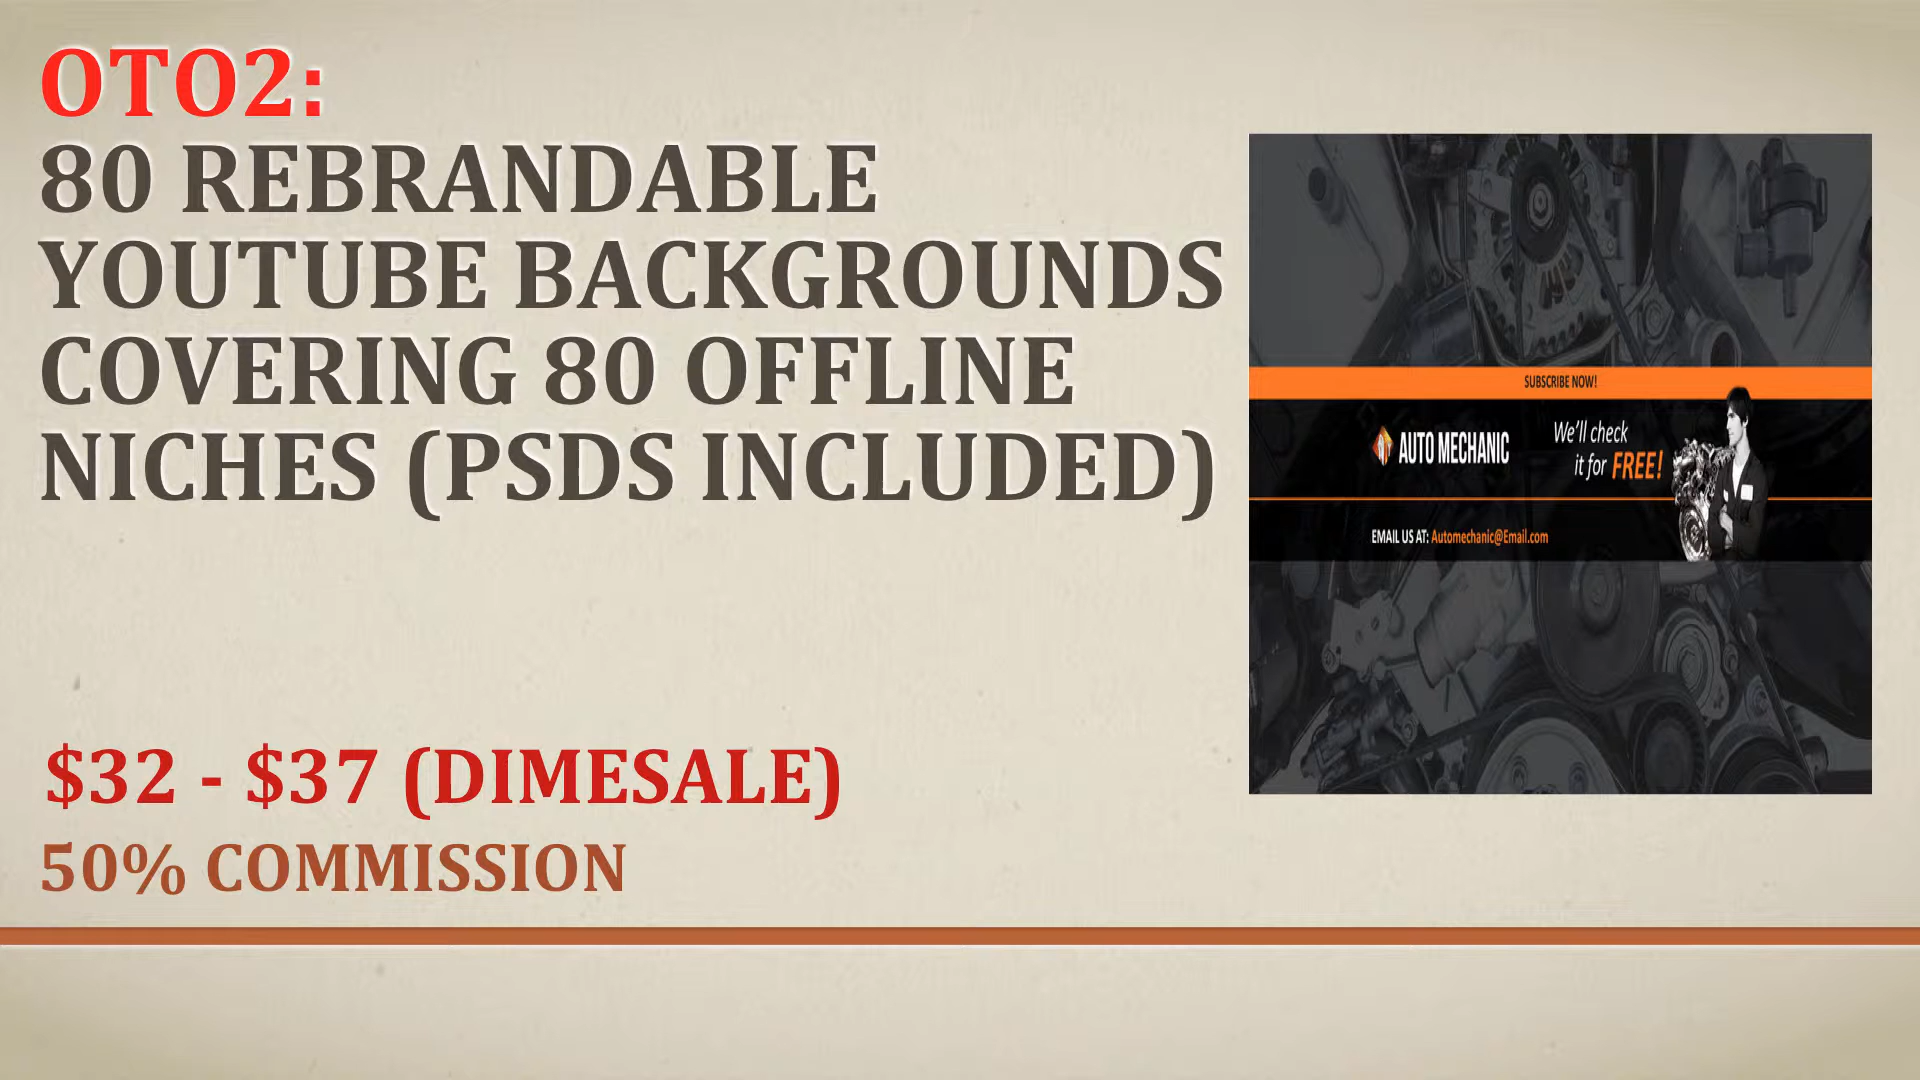 OTO2:
80 REBRANDABLE
YOUTUBE BACKGROUNDS
COVERING 80 OFFLINE
NICHES (PSDS INCLUDED)
$32 - $37 (DIMESALE)
50% COMMISSION
SUBSCRIBE NOW!
AUTO MECHANIC
We'll check
it for FREE!
EMAIL US AT: Automechanic@Email.com